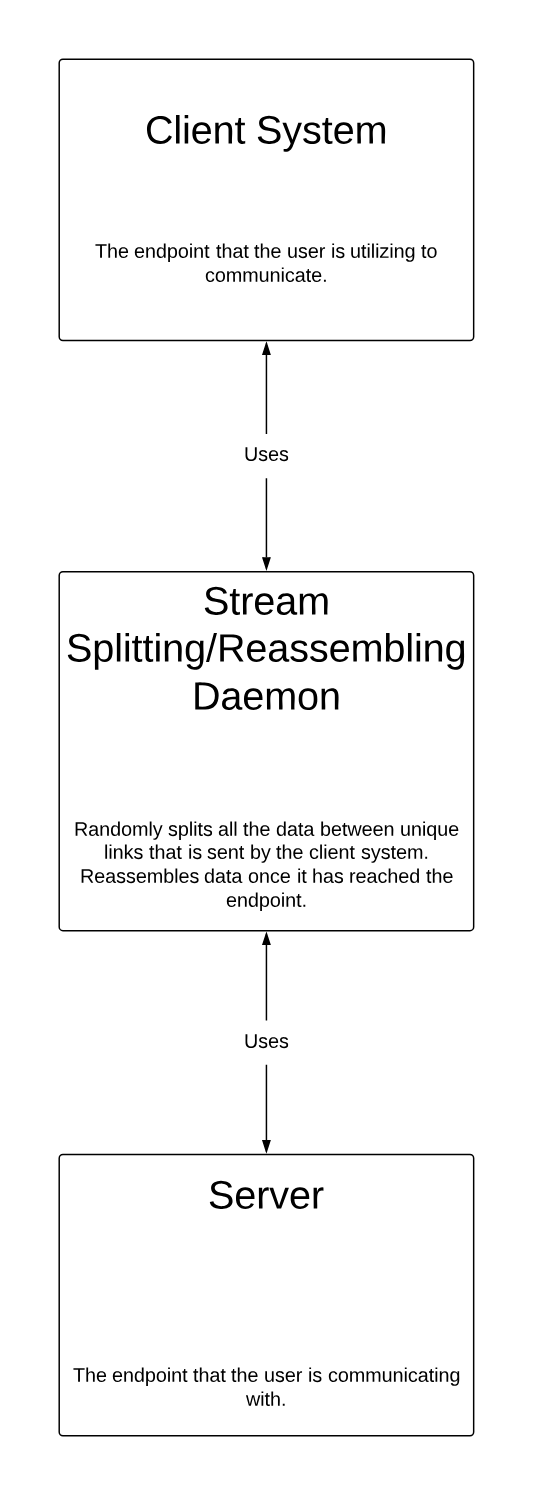 Client System
The endpoint that the user is utilizing to
communicate.
Uses
Stream
Splitting/Reassembling
Daemon
Randomly splits all the data between unique
links that is sent by the client system.
Reassembles data once it has reached the
endpoint.
Uses
Server
The endpoint that the user is communicating
with.